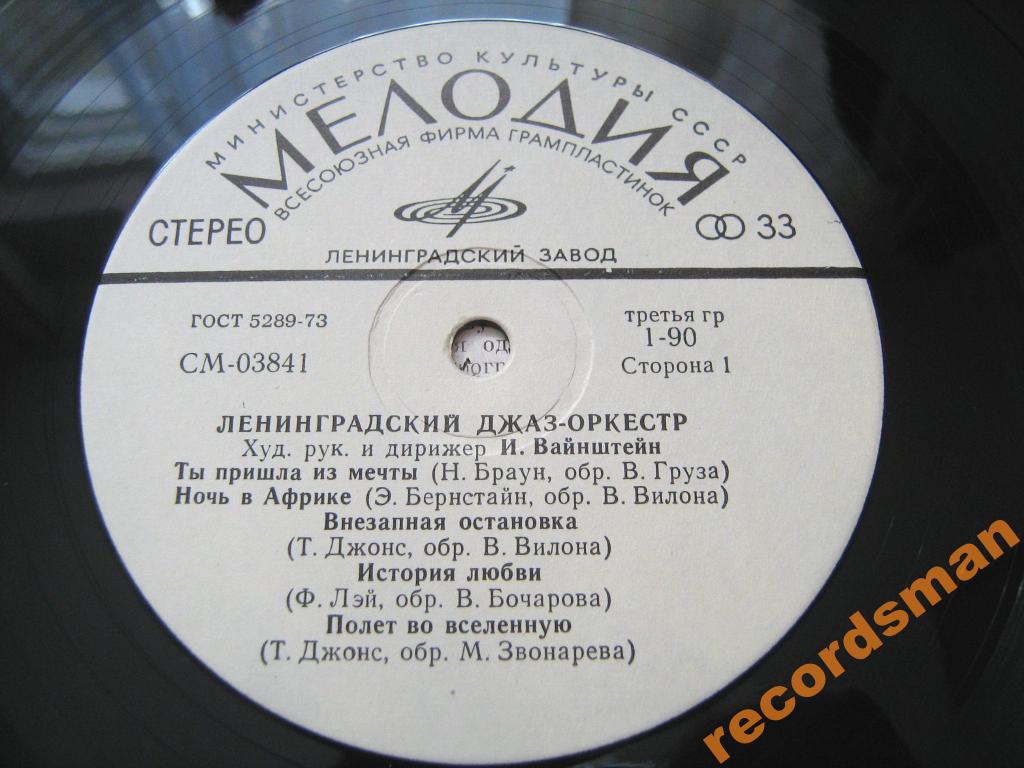 МИНИСТЕРСТВО КУЛЬТУРЫ СССР
МЕЛОДИЯ
ВСЕСОЮЗНАЯ ФИРМА ГРАМПЛАСТИНОК
СТЕРЕО
33
ЛЕНИНГРАДСКИЙ ЗАВОД
ГОСТ 5289-73
третья гр
СМ-03841
1-90
Сторона 1
ЛЕНИНГРАДСКИЙ ДЖАЗ-ОРКЕСТР
Худ. рук. и дирижер И. Вайнштейн
Ты пришла из мечты (Н. Браун, обр. В. Груза)
Ночь в Африке (Э. Бернстайн, обр. В. Вилона)
Внезапная остановка
(Т. Джонс, обр. В. Вилона)
История любви
(Ф. Лэй, обр. В. Бочарова)
Полет во вселенную
(Т. Джонс, обр. М. Звонарева)
recordsman